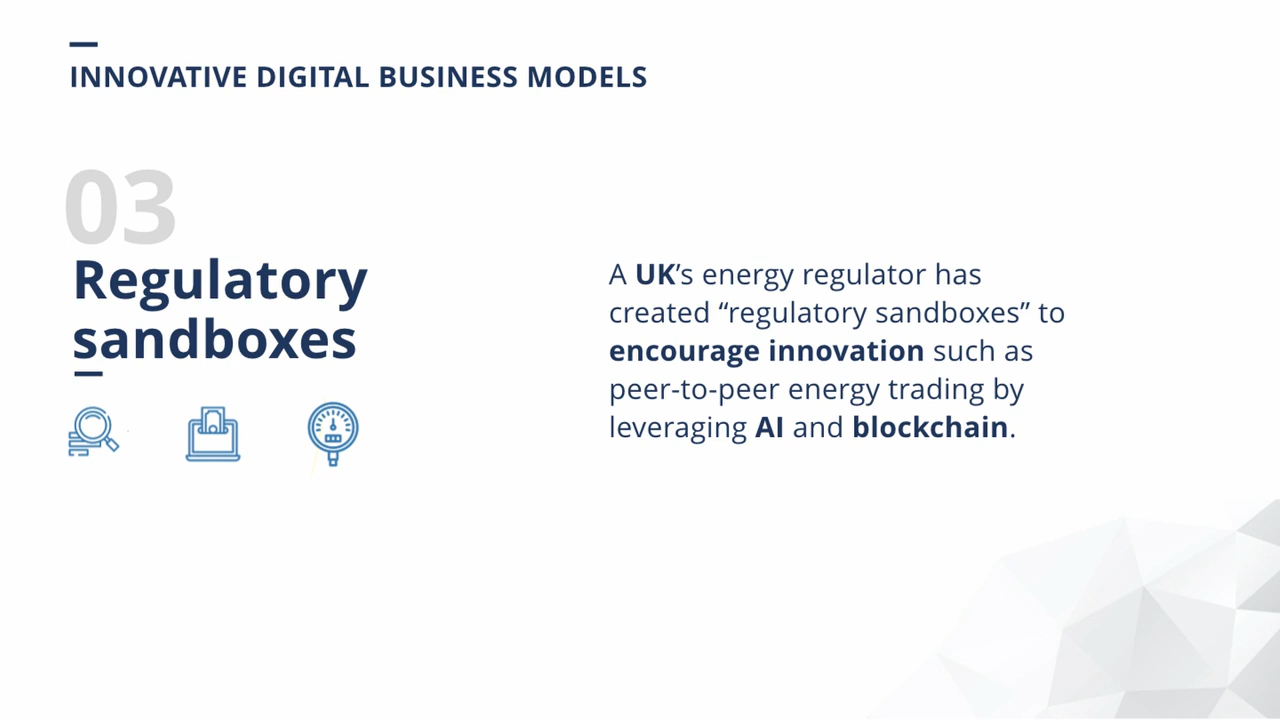 INNOVATIVE DIGITAL BUSINESS MODELS
03
Regulatory
sandboxes
A UK’s energy regulator has
created “regulatory sandboxes” to
encourage innovation such as
peer-to-peer energy trading by
leveraging AI and blockchain.